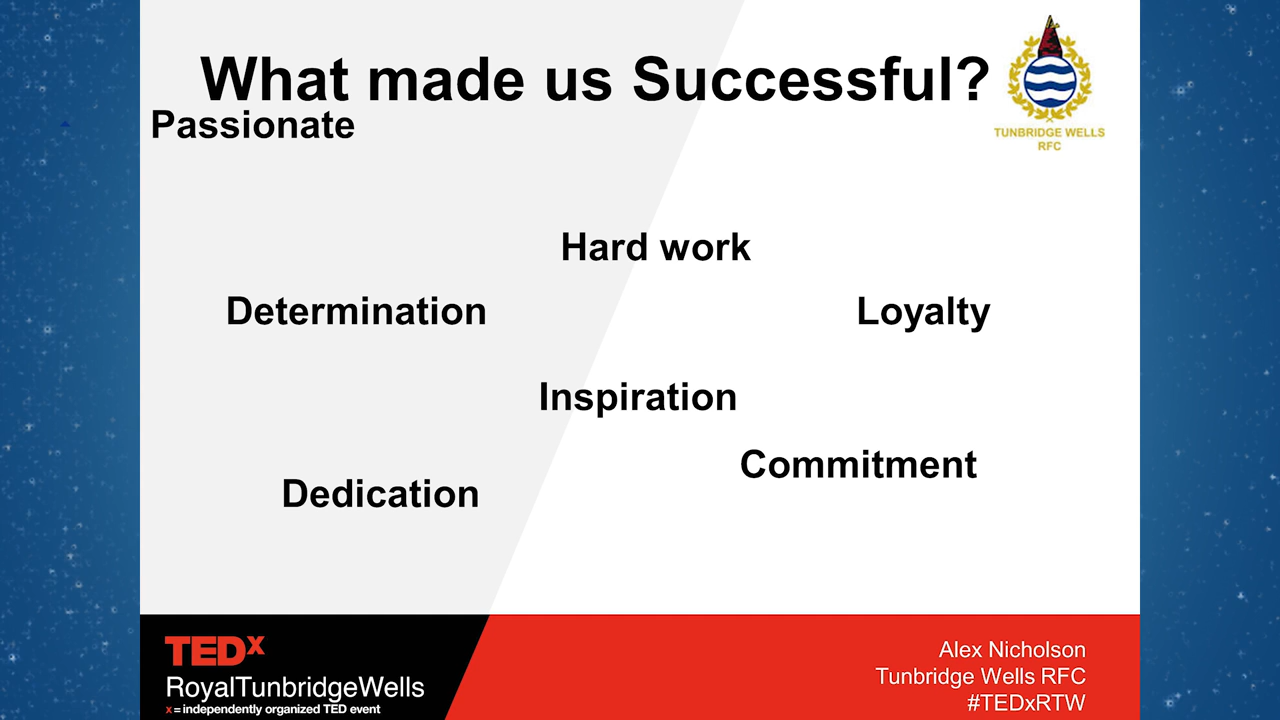 What made us Successful?
TUNBRIDGE WELLS
RFC
Passionate
Hard work
Determination
Loyalty
Inspiration
Commitment
Dedication
TEDx
RoyalTunbridgeWells
x = independently organized TED event
Alex Nicholson
Tunbridge Wells RFC
#TEDxRTW